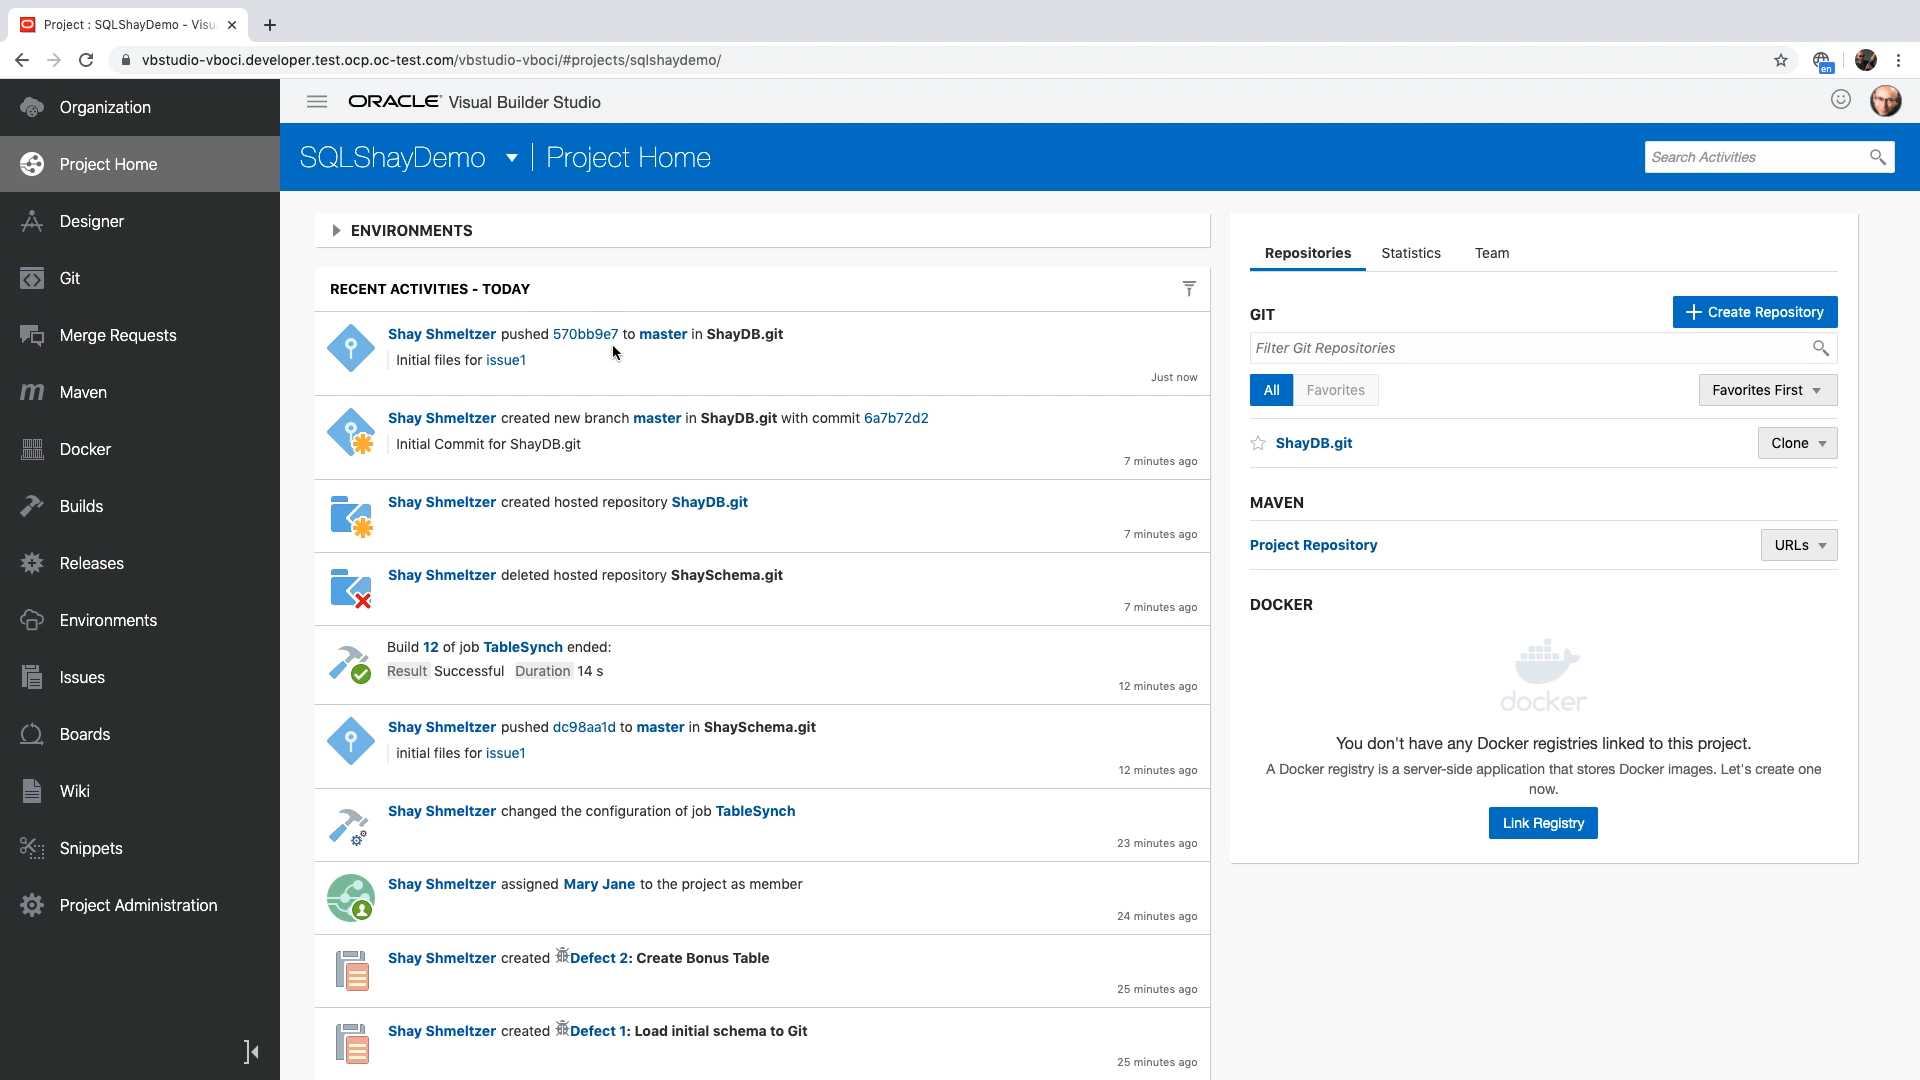 Project : SQLShayDemo - Visu
vbstudio-vboci.developer.test.ocp.oc-test.com/vbstudio-vboci/#projects/sqlshaydemo/
en
Organization
Project Home
Designer
Git
Merge Requests
Maven
Docker
Builds
Releases
Environments
Issues
Boards
Wiki
Snippets
Project Administration
ORACLE Visual Builder Studio
SQLShayDemo Project Home
Search Activities
ENVIRONMENTS
RECENT ACTIVITIES - TODAY
Shay Shmeltzer pushed 570bb9e7 to master in ShayDB.git
Initial files for issue1
Just now
Shay Shmeltzer created new branch master in ShayDB.git with commit 6a7b72d2
Initial Commit for ShayDB.git
7 minutes ago
Shay Shmeltzer created hosted repository ShayDB.git
7 minutes ago
Shay Shmeltzer deleted hosted repository ShaySchema.git
7 minutes ago
Build 12 of job TableSynch ended:
Result Successful Duration 14 s
12 minutes ago
Shay Shmeltzer pushed dc98aa1d to master in ShaySchema.git
initial files for issue1
12 minutes ago
Shay Shmeltzer changed the configuration of job TableSynch
23 minutes ago
Shay Shmeltzer assigned Mary Jane to the project as member
24 minutes ago
Shay Shmeltzer created Defect 2: Create Bonus Table
25 minutes ago
Shay Shmeltzer created Defect 1: Load initial schema to Git
25 minutes ago
Repositories Statistics Team
GIT
Create Repository
Filter Git Repositories
All Favorites
Favorites First
ShayDB.git
Clone
MAVEN
Project Repository
URLs
DOCKER
docker
You don't have any Docker registries linked to this project.
A Docker registry is a server-side application that stores Docker images. Let's create one
now.
Link Registry